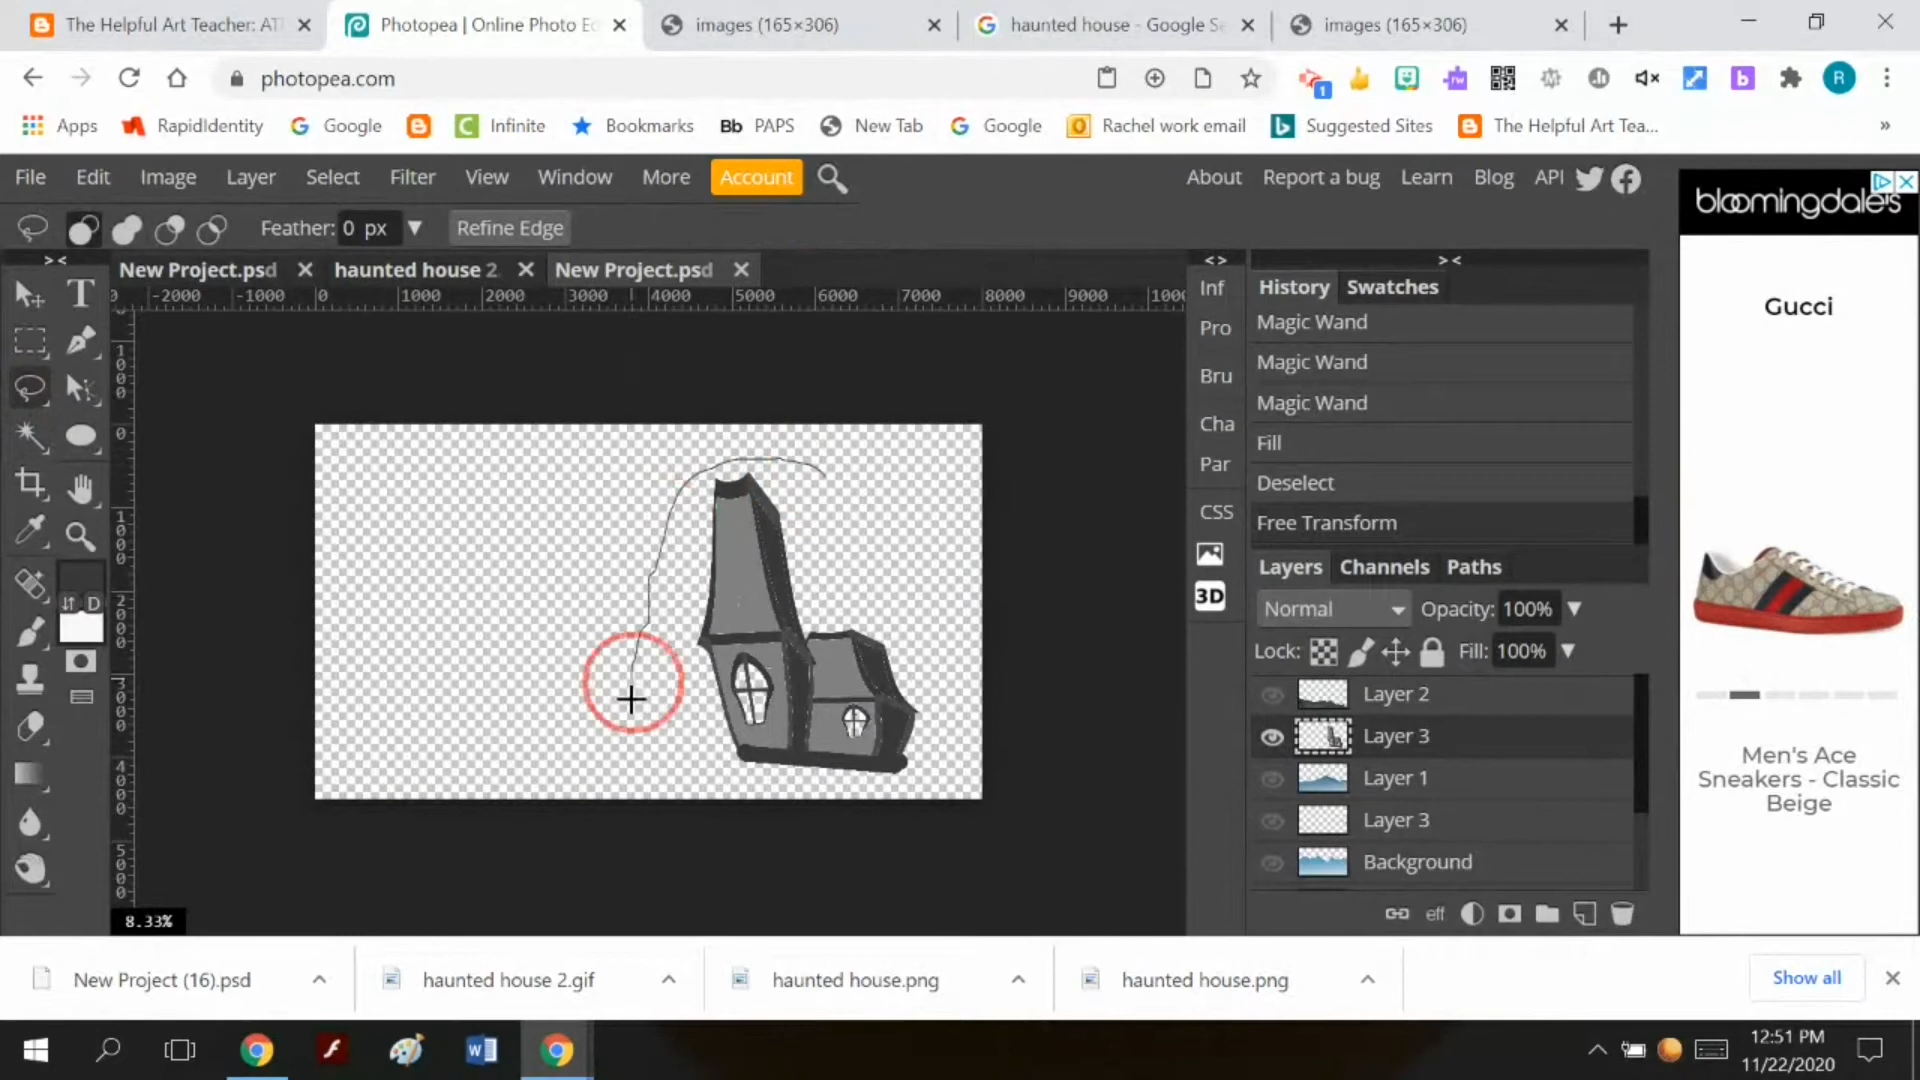 The Helpful Art Teacher: AT
Photopea | Online Photo Ed
images (165×306)
haunted house - Google Se
images (165×306)
photopea.com
1
R
Apps
RapidIdentity
Google
Infinite
Bookmarks
Bb PAPS
New Tab
Google
Rachel work email
Suggested Sites
The Helpful Art Tea...
File Edit Image Layer Select Filter View Window More Account
About Report a bug Learn Blog API
Feather: 0 px
Refine Edge
New Project.psd
haunted house 2
New Project.psd
0 -2000 -1000 0 1000 2000 3000 4000 5000 6000 7000 8000 9000 1000
Inf
Pro
Bru
Cha
Par
CSS
3D
History Swatches
Magic Wand
Magic Wand
Magic Wand
Fill
Deselect
Free Transform
Layers Channels Paths
Normal
Opacity: 100%
Lock:
Fill: 100%
Layer 2
Layer 3
Layer 1
Layer 3
Background
eff
D
8.33%
bloomingdale's
Gucci
Men's Ace
Sneakers - Classic
Beige
New Project (16).psd
haunted house 2.gif
haunted house.png
haunted house.png
Show all
12:51 PM
11/22/2020